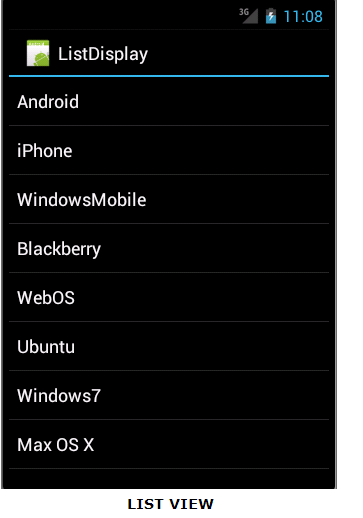 3G 11:08
ListDisplay
Android
iPhone
WindowsMobile
Blackberry
WebOS
Ubuntu
Windows7
Max OS X
LIST VIEW